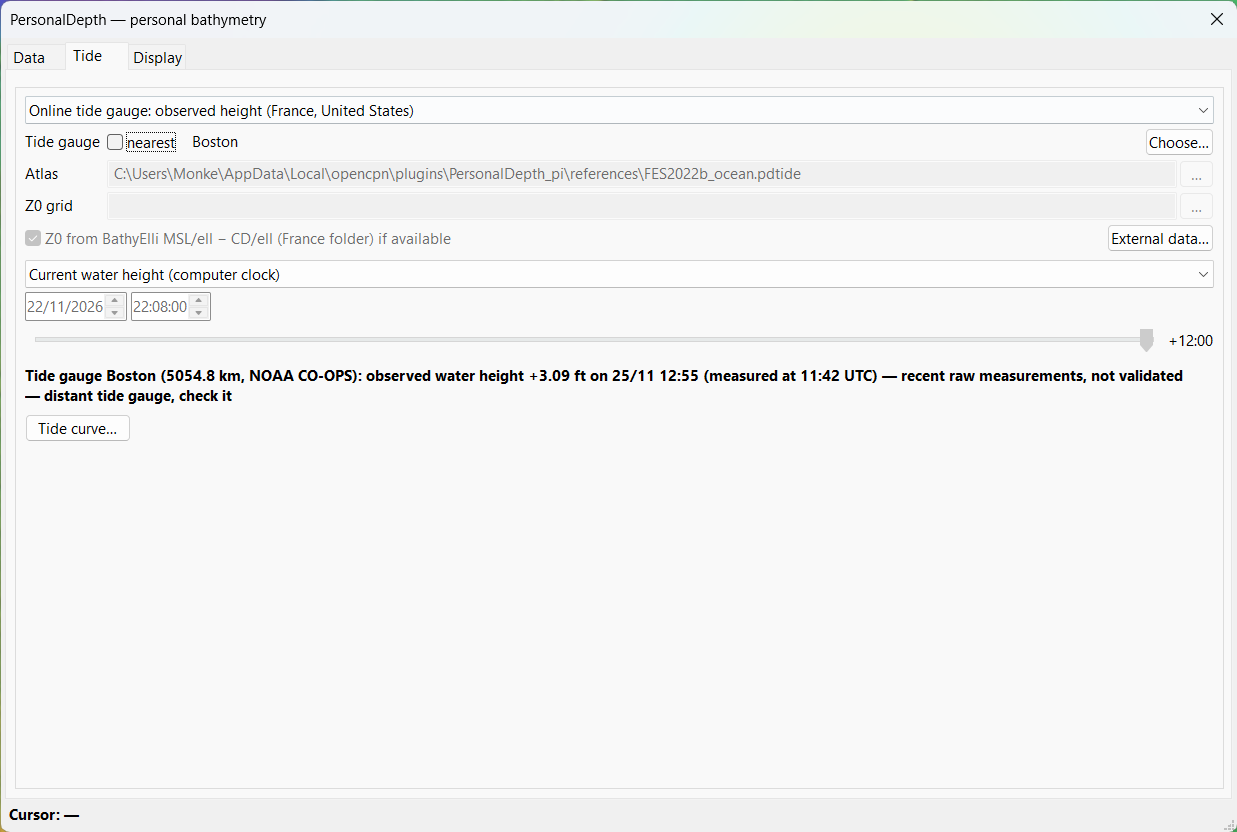 PersonalDepth — personal bathymetry
Data Tide Display
Online tide gauge: observed height (France, United States)
Tide gauge nearest Boston Choose...
Atlas C:\Users\Monke\AppData\Local\opencpn\plugins\PersonalDepth_pi\references\FES2022b_ocean.pdtide ...
Z0 grid ...
Z0 from BathyElli MSL/ell – CD/ell (France folder) if available External data...
Current water height (computer clock)
22/11/2026 22:08:00
+12:00
Tide gauge Boston (5054.8 km, NOAA CO-OPS): observed water height +3.09 ft on 25/11 12:55 (measured at 11:42 UTC) — recent raw measurements, not validated
— distant tide gauge, check it
Tide curve...
Cursor: —